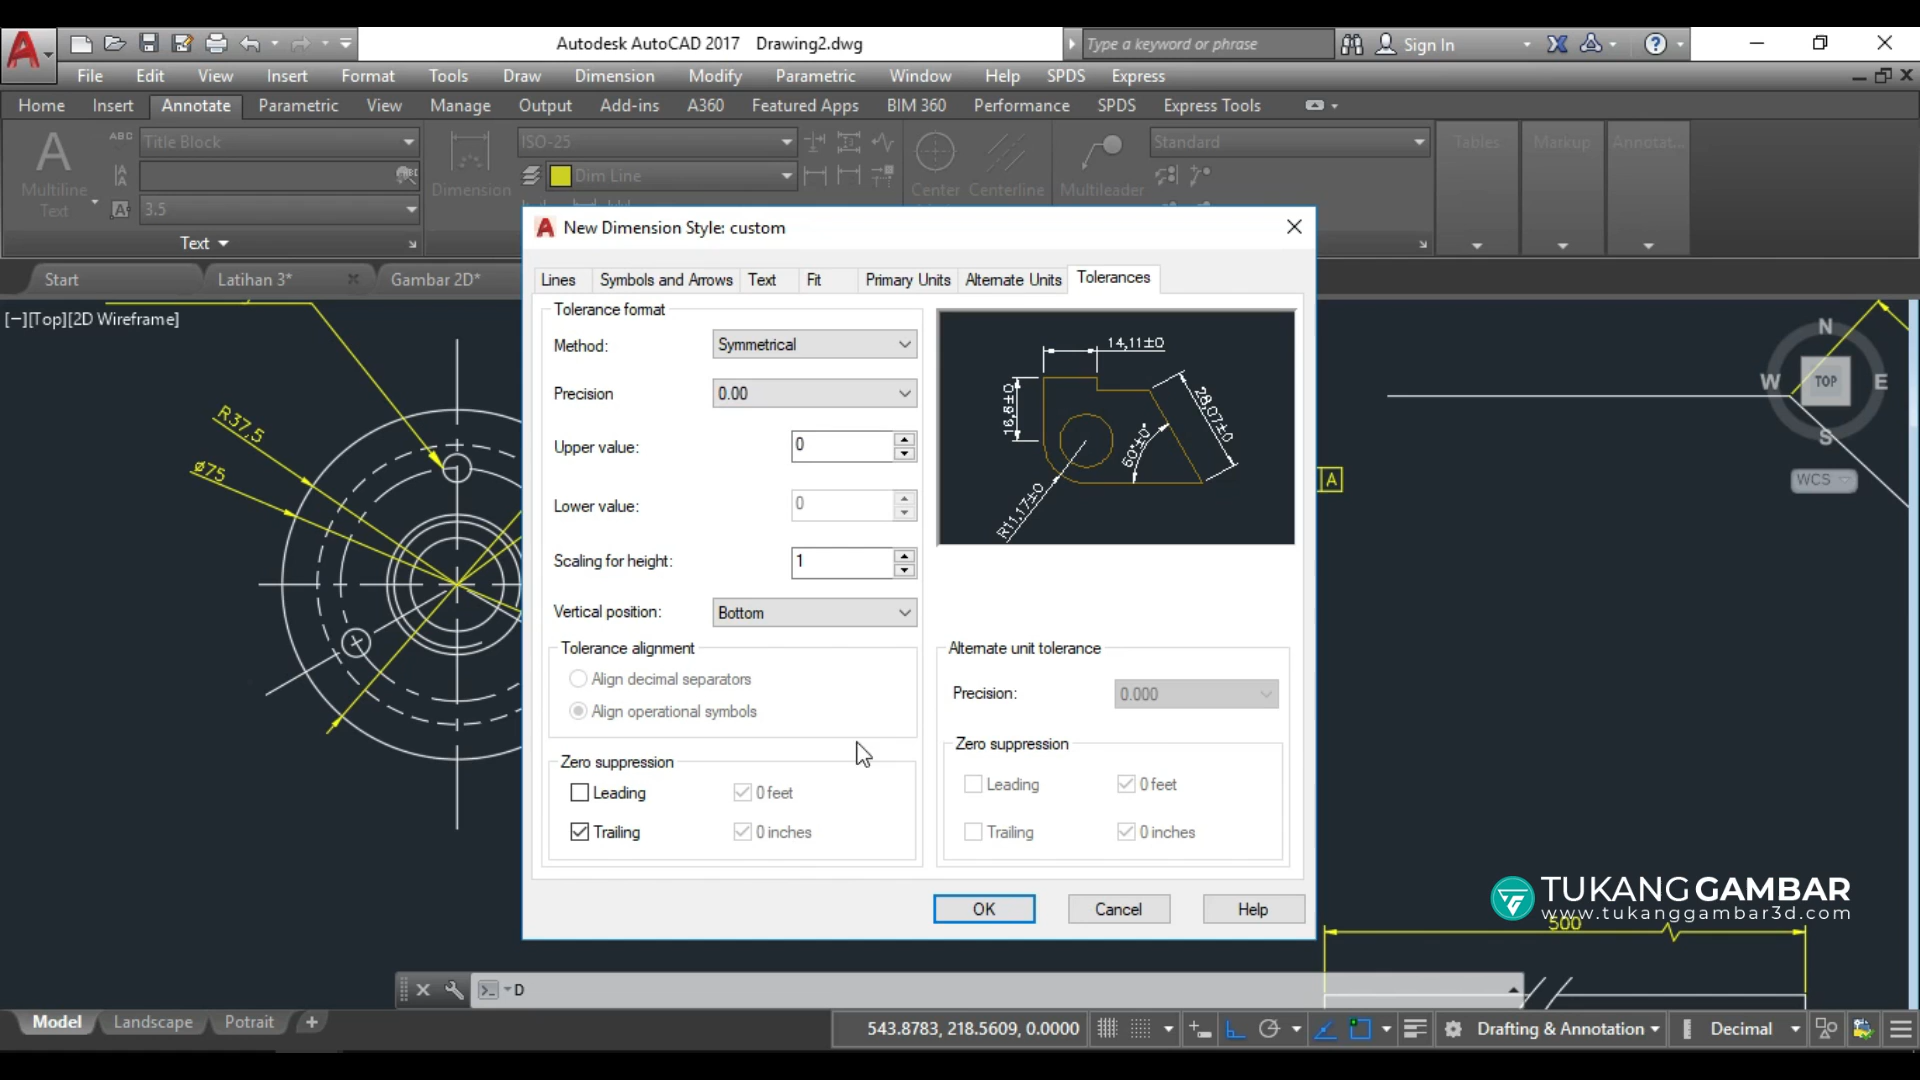 Autodesk AutoCAD 2017 Drawing2.dwg
Type a keyword or phrase
Sign In
File Edit View Insert Format Tools Draw Dimension Modify Parametric Window Help SPDS Express
Home Insert Annotate Parametric View Manage Output Add-ins A360 Featured Apps BIM 360 Performance SPDS Express Tools
A ABC Title Block ISO-25 Standard Tables Markup Annotat...
Multiline Text
Dim Line
Dimension Center Centerline Multileader
3.5
Text
Start Latihan 3* Gambar 2D*
[−][Top][2D Wireframe]
New Dimension Style: custom
Lines Symbols and Arrows Text Fit Primary Units Alternate Units Tolerances
Tolerance format
Method: Symmetrical
Precision 0.00
Upper value: 0
Lower value: 0
Scaling for height: 1
Vertical position: Bottom
Tolerance alignment
Align decimal separators
Align operational symbols
Zero suppression
Leading 0 feet
Trailing 0 inches
14,11±0
16,6±0
28,07±0
60°±0°
R11,17±0
Alternate unit tolerance
Precision: 0.000
Zero suppression
Leading 0 feet
Trailing 0 inches
OK Cancel Help
R37,5
ø75
A
N
W TOP E
S
WCS
TUKANG GAMBAR
www.tukanggambar3d.com
500
D
Model Landscape Potrait +
543.8783, 218.5609, 0.0000 Drafting & Annotation Decimal